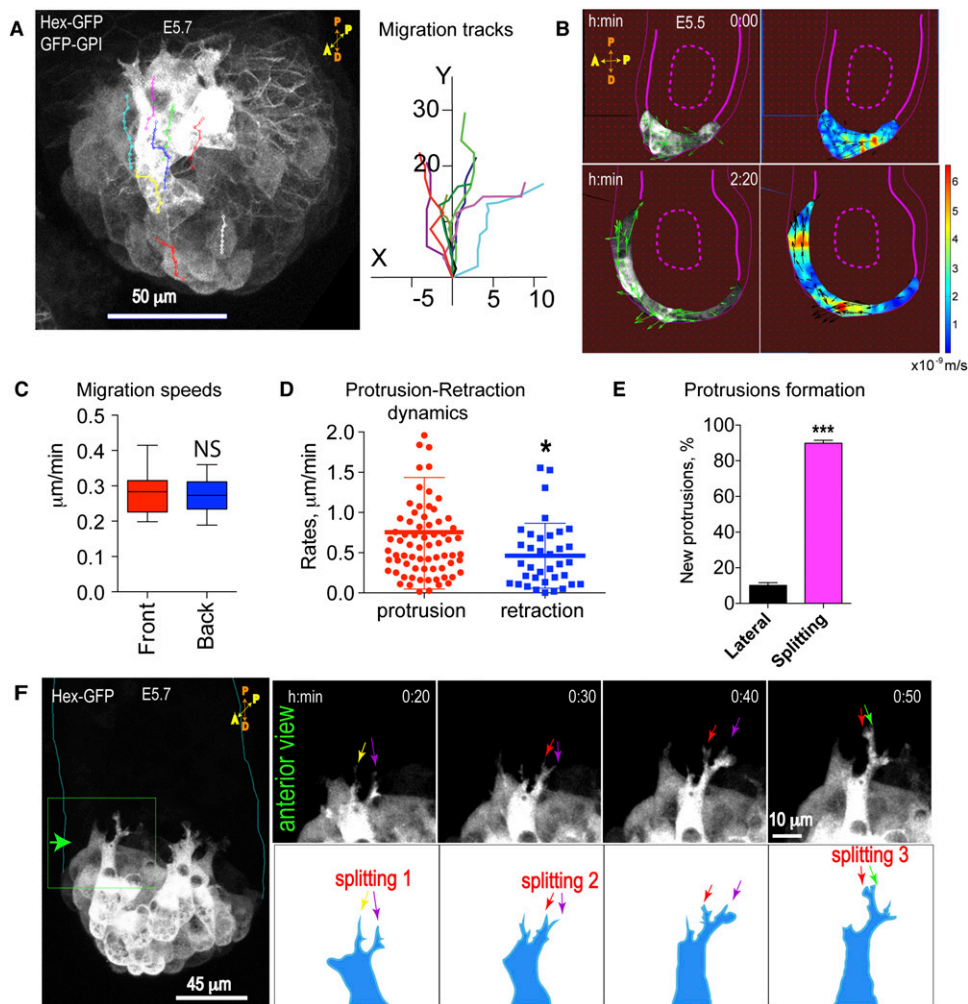 A
Hex-GFP
GFP-GPI
E5.7
P
A P
D
50 µm
Migration tracks
Y
30
20
X
-5
5
10
B
h:min
E5.5
0:00
P
A P
D
h:min
2:20
6
5
4
3
2
1
x10⁻⁹ m/s
C
Migration speeds
µm/min
0.5
0.4
0.3
0.2
0.1
0.0
NS
Front
Back
D
Protrusion-Retraction
dynamics
Rates, µm/min
2.0
1.5
1.0
0.5
0.0
*
protrusion
retraction
E
Protrusions formation
New protrusions, %
100
80
60
40
20
0
***
Lateral
Splitting
F
Hex-GFP
E5.7
P
A P
D
45 µm
anterior view
h:min
0:20
0:30
0:40
0:50
10 µm
splitting 1
splitting 2
splitting 3